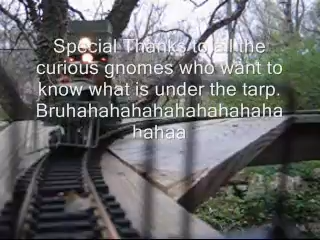 Special Thanks to all the
curious gnomes who want to
know what is under the tarp.
Bruhahahahahahahahahaha
hahaa